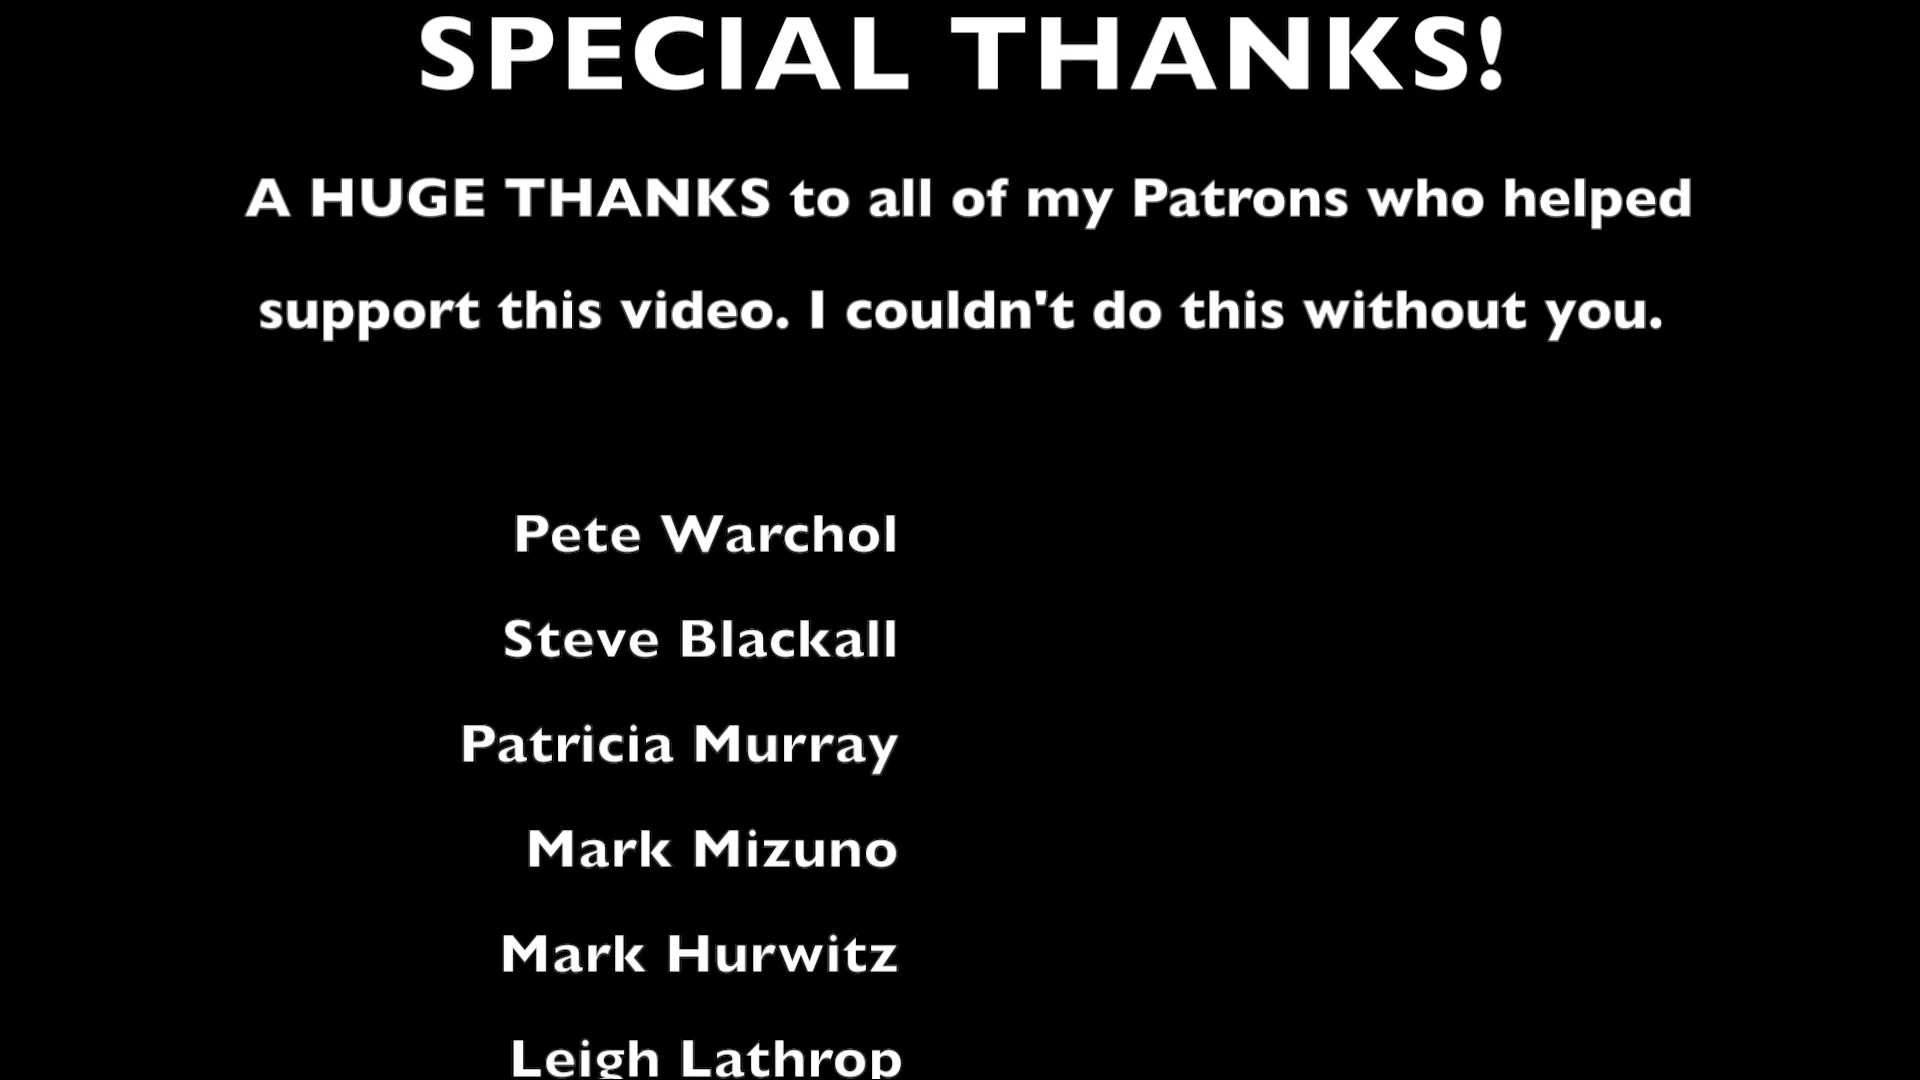 SPECIAL THANKS!
A HUGE THANKS to all of my Patrons who helped
support this video. I couldn't do this without you.
Pete Warchol
Steve Blackall
Patricia Murray
Mark Mizuno
Mark Hurwitz
Leigh Lathrop